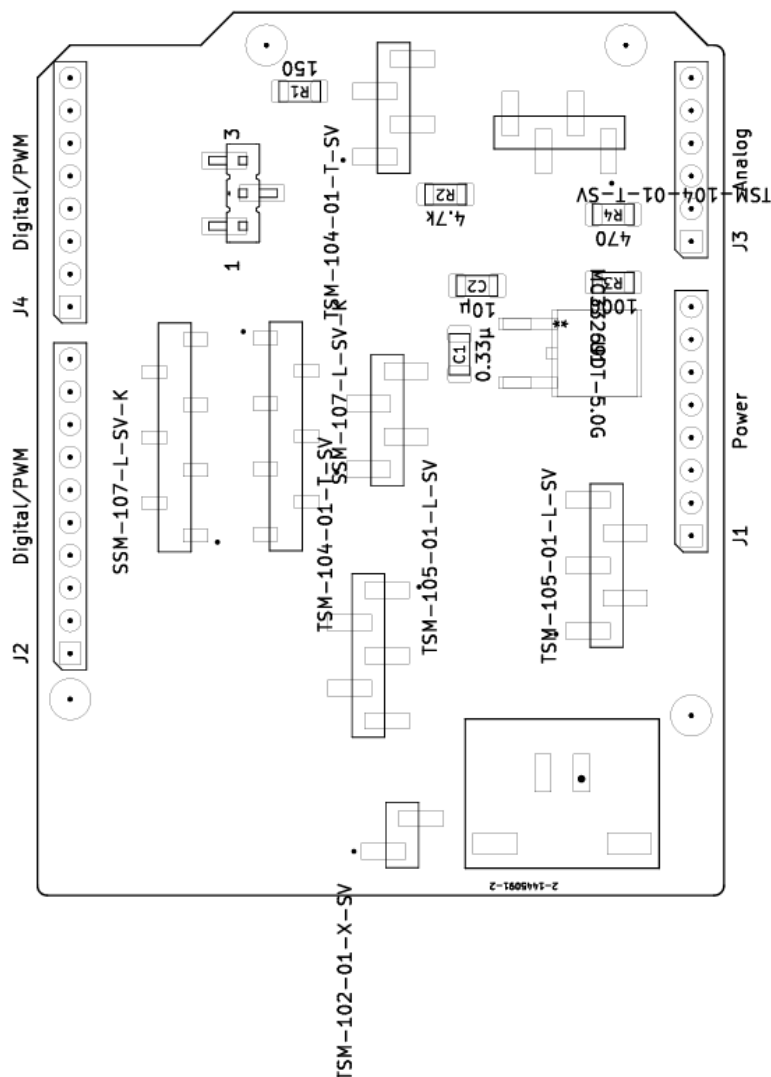 150
R1
3
1
Digital/PWM
J4
TSM-104-01-T-SV
R2
4.7k
TSM-104-01-T-SV
Analog
R4
470
J3
C2
10µ
R3
100
C1
0.33µ
SSM-107-L-SV-K
SSM-107-L-SV-K
**
Power
J1
Digital/PWM
J2
TSM-104-01-T-SV
TSM-105-01-L-SV
TSM-105-01-L-SV
2-1445091-2
TSM-102-01-X-SV